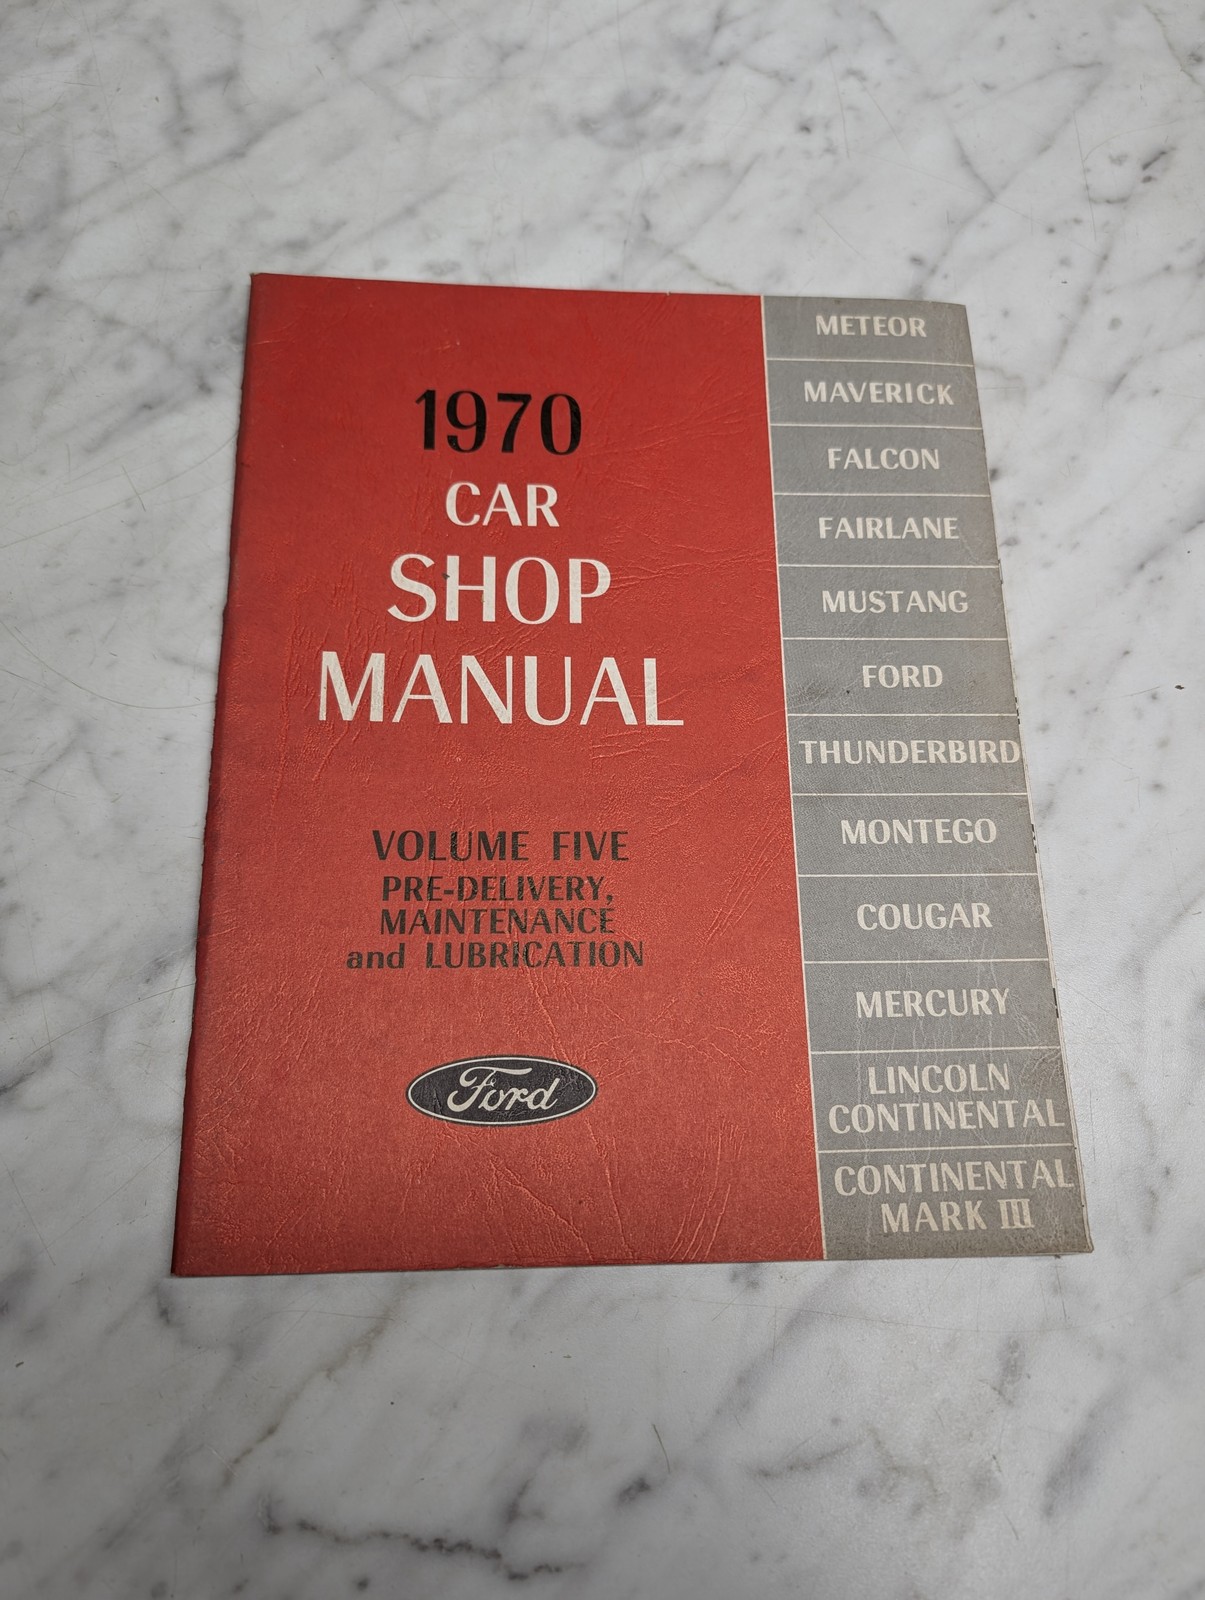 1970
CAR
SHOP
MANUAL
VOLUME FIVE
PRE-DELIVERY,
MAINTENANCE
and LUBRICATION
Ford
METEOR
MAVERICK
FALCON
FAIRLANE
MUSTANG
FORD
THUNDERBIRD
MONTEGO
COUGAR
MERCURY
LINCOLN
CONTINENTAL
CONTINENTAL
MARK III